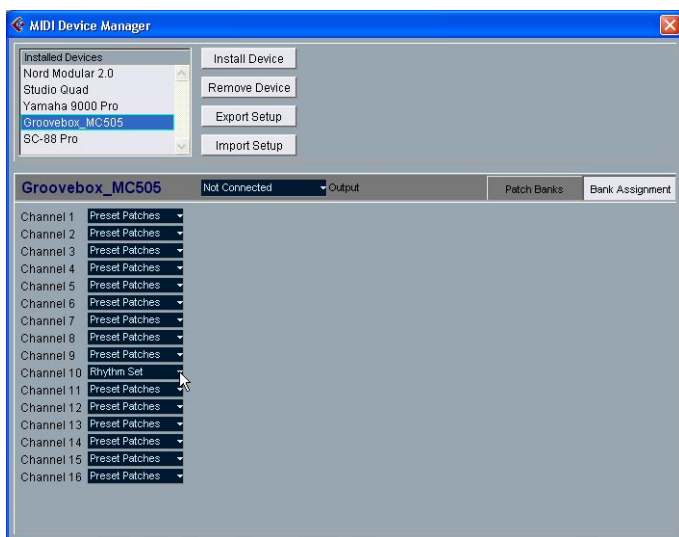 MIDI Device Manager
Installed Devices
Nord Modular 2.0
Studio Quad
Yamaha 9000 Pro
Groovebox_MC505
SC-88 Pro
Install Device
Remove Device
Export Setup
Import Setup
Groovebox_MC505 Not Connected Output Patch Banks Bank Assignment
Channel 1 Preset Patches
Channel 2 Preset Patches
Channel 3 Preset Patches
Channel 4 Preset Patches
Channel 5 Preset Patches
Channel 6 Preset Patches
Channel 7 Preset Patches
Channel 8 Preset Patches
Channel 9 Preset Patches
Channel 10 Rhythm Set
Channel 11 Preset Patches
Channel 12 Preset Patches
Channel 13 Preset Patches
Channel 14 Preset Patches
Channel 15 Preset Patches
Channel 16 Preset Patches